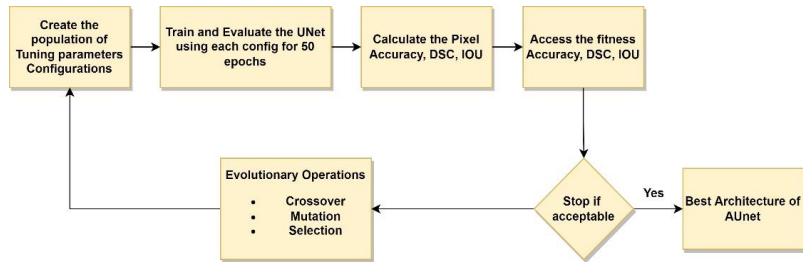 Create the
population of
Tuning parameters
Configurations
Train and Evaluate the UNet
using each config for 50
epochs
Calculate the Pixel
Accuracy, DSC, IOU
Access the fitness
Accuracy, DSC, IOU
Evolutionary Operations
• Crossover
• Mutation
• Selection
Stop if
acceptable
Yes
Best Architecture of
AUnet